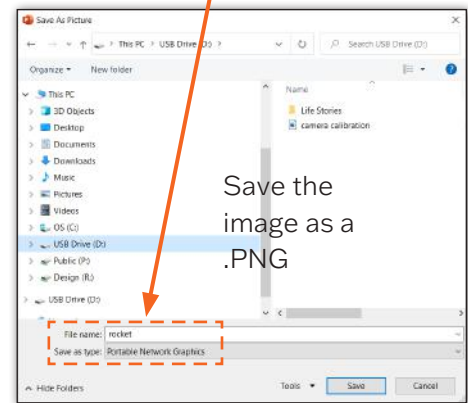 Save As Picture
This PC > USB Drive (D:) >
Search USB Drive (D:)
Organize
New folder
This PC
3D Objects
Desktop
Documents
Downloads
Music
Pictures
Videos
OS (C:)
USB Drive (D:)
Public (P:)
Design (R:)
USB Drive (D:)
Name
Life Stories
camera calibration
Save the
image as a
.PNG
File name: rocket
Save as type: Portable Network Graphics
Hide Folders
Tools
Save
Cancel